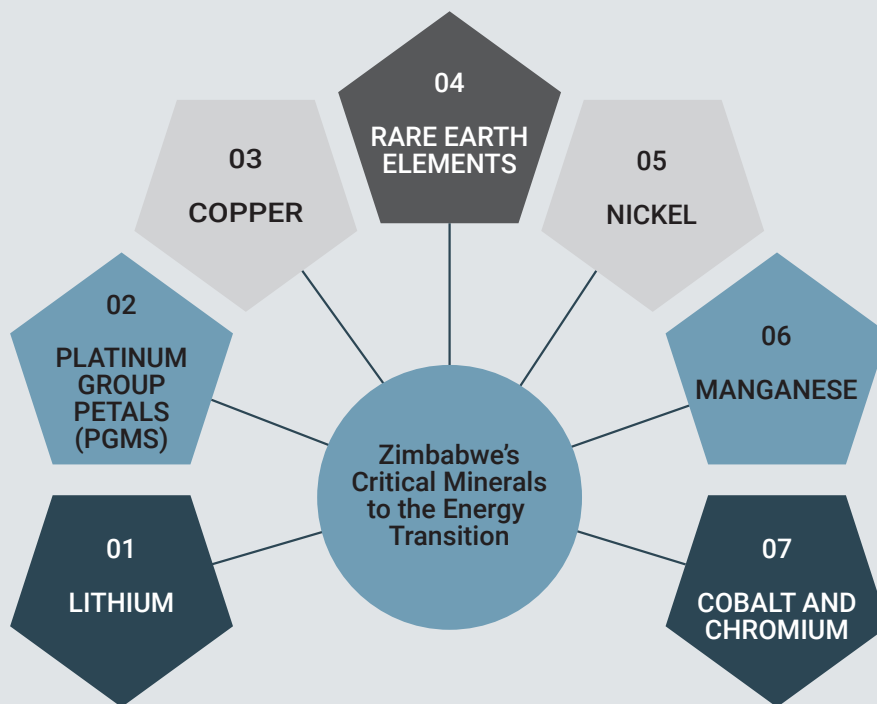 01
LITHIUM
02
PLATINUM
GROUP
PETALS
(PGMS)
03
COPPER
04
RARE EARTH
ELEMENTS
05
NICKEL
06
MANGANESE
07
COBALT AND
CHROMIUM
Zimbabwe’s
Critical Minerals
to the Energy
Transition